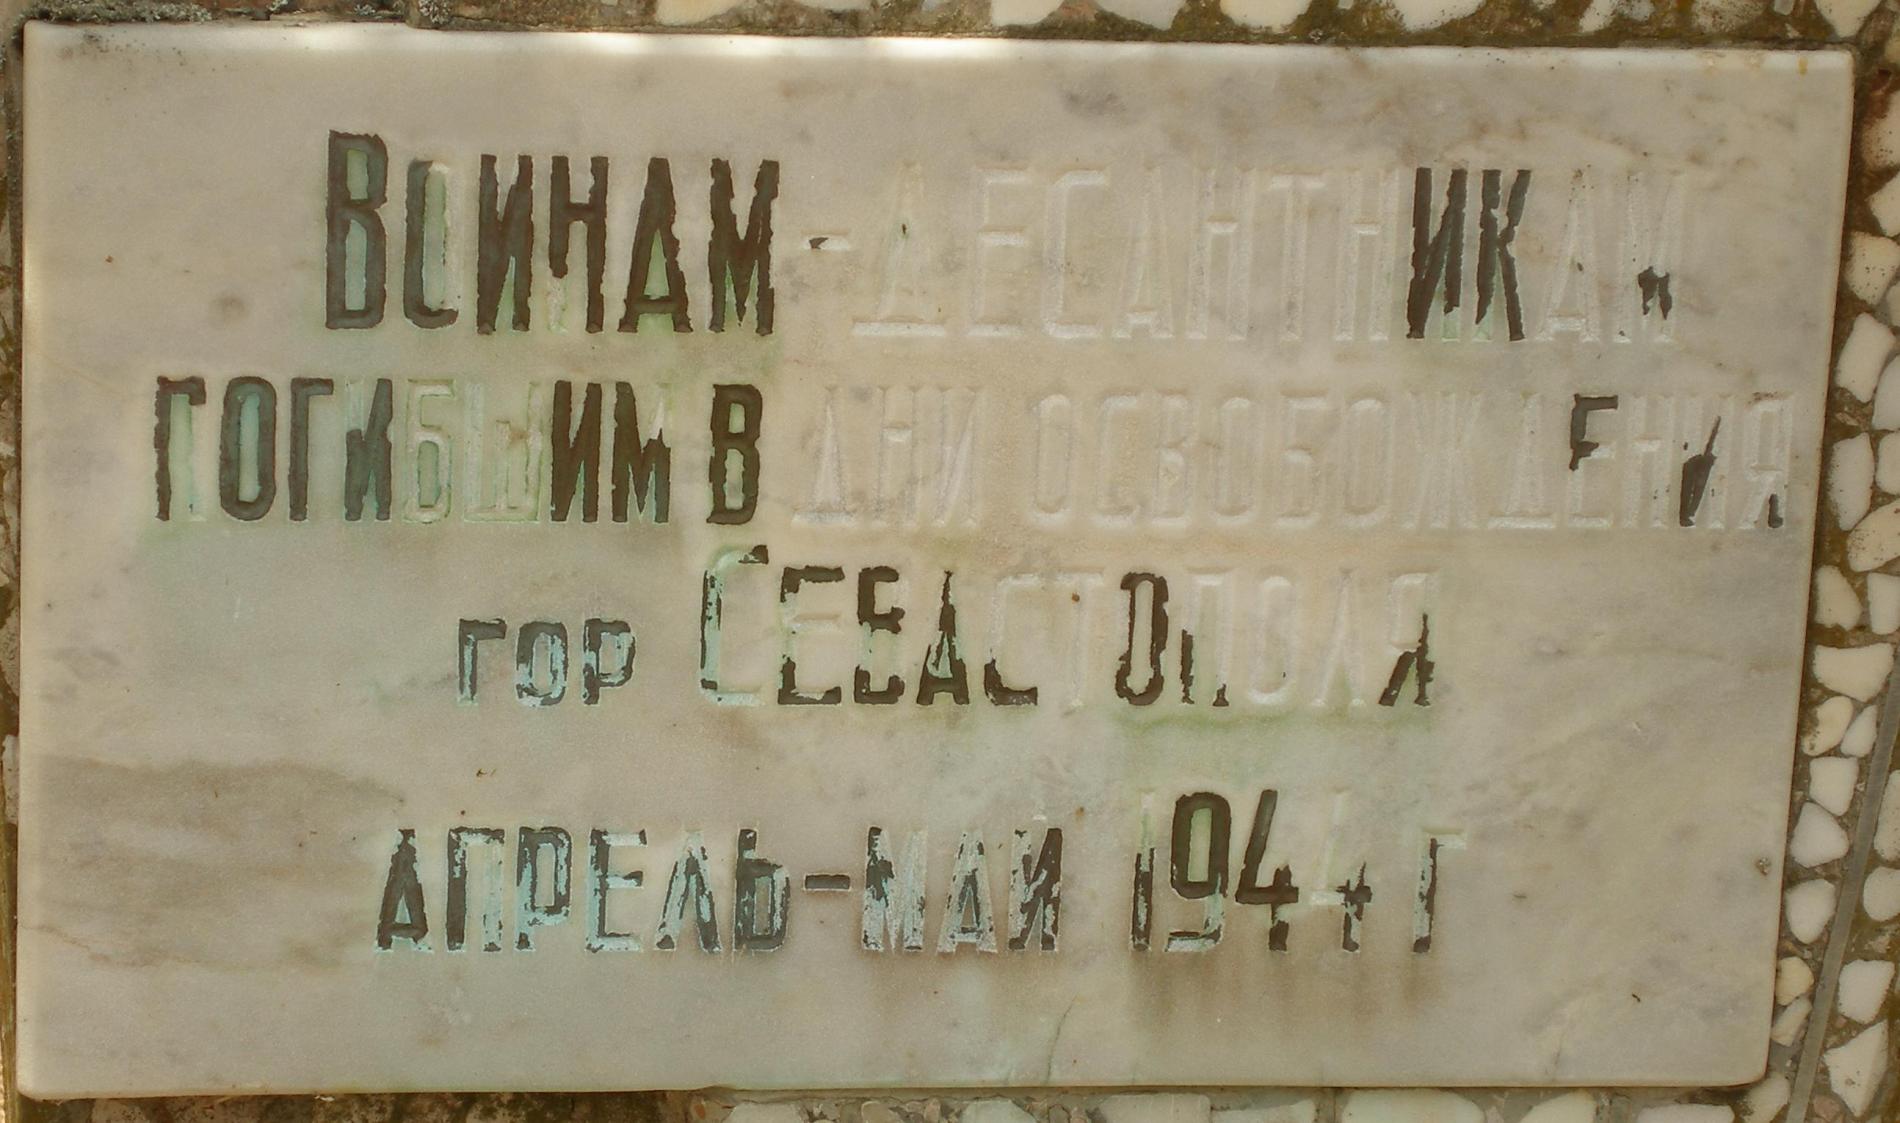 Воинам-десантникам
погибшим в дни освобождения
гор Севастополя
апрель-май 1944 г